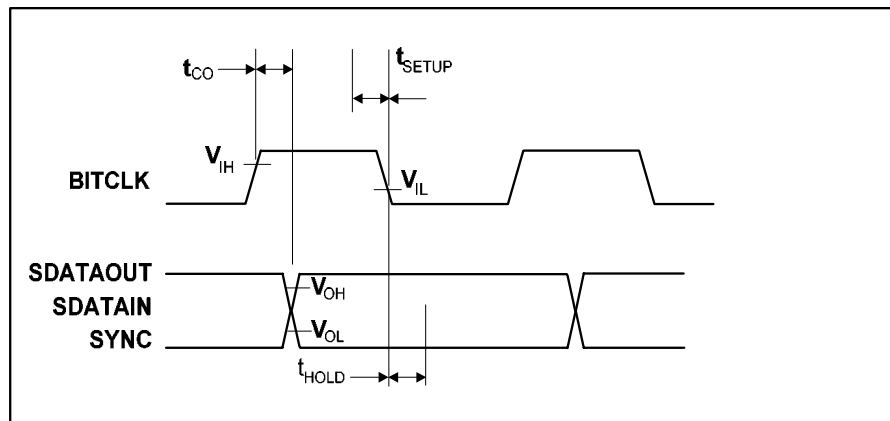 tCO
tSETUP
VIH
BITCLK
VIL
SDATAOUT
VOH
SDATAIN
SYNC
VOL
tHOLD